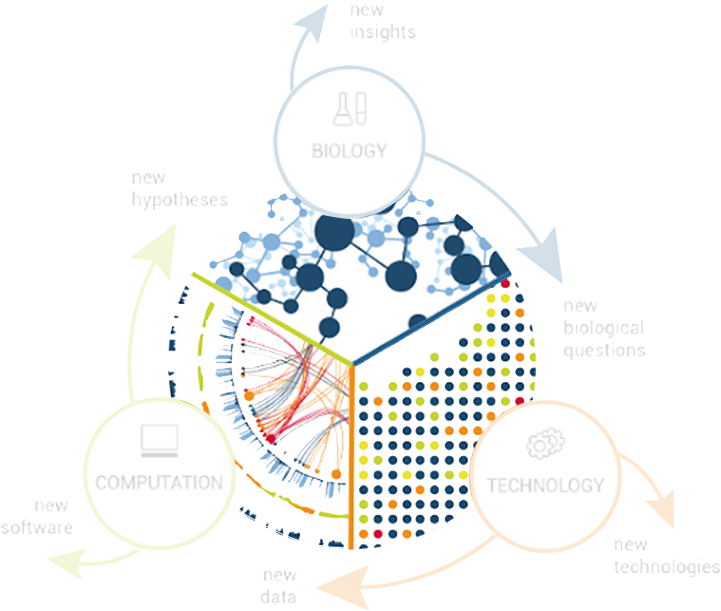 new
insights
BIOLOGY
new
hypotheses
new
biological
questions
COMPUTATION
TECHNOLOGY
new
software
new
technologies
new
data